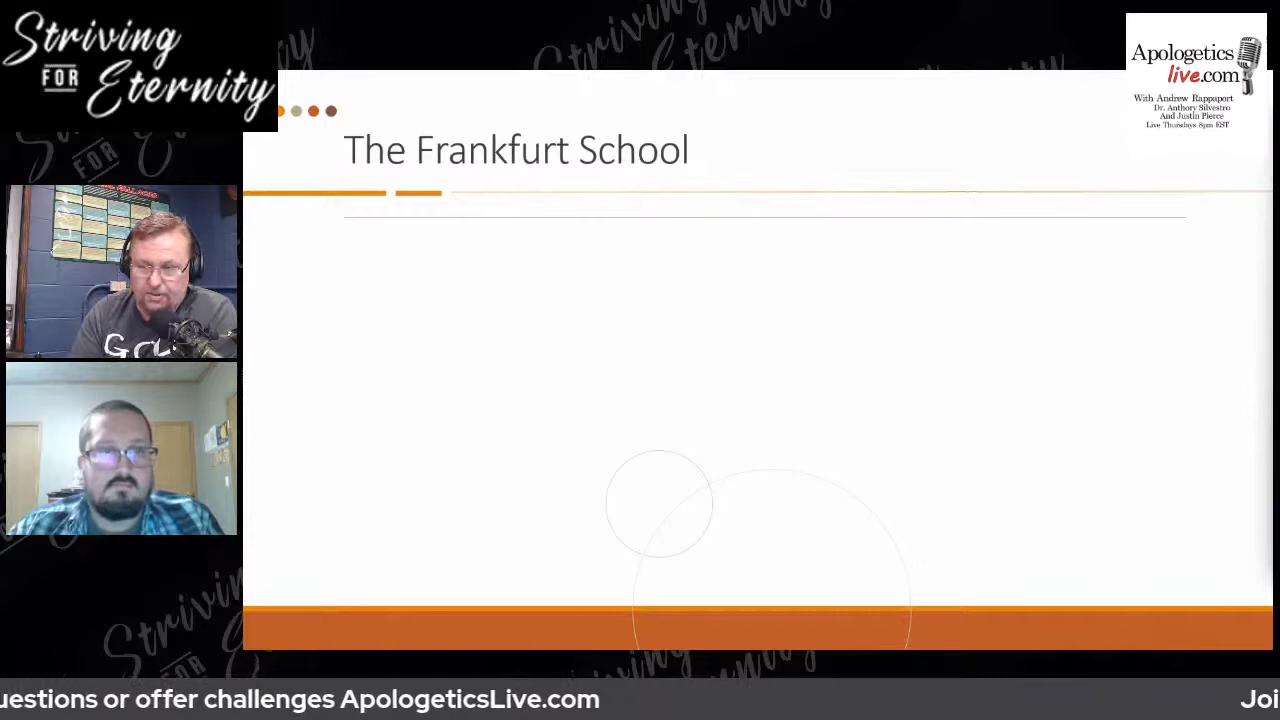 Striving
FOR
Eternity
Apologetics
live.com
With Andrew Rappaport
Dr. Anthony Silvestro
And Justin Pierce
Live Thursdays 8pm EST
The Frankfurt School
uestions or offer challenges ApologeticsLive.com
Joi